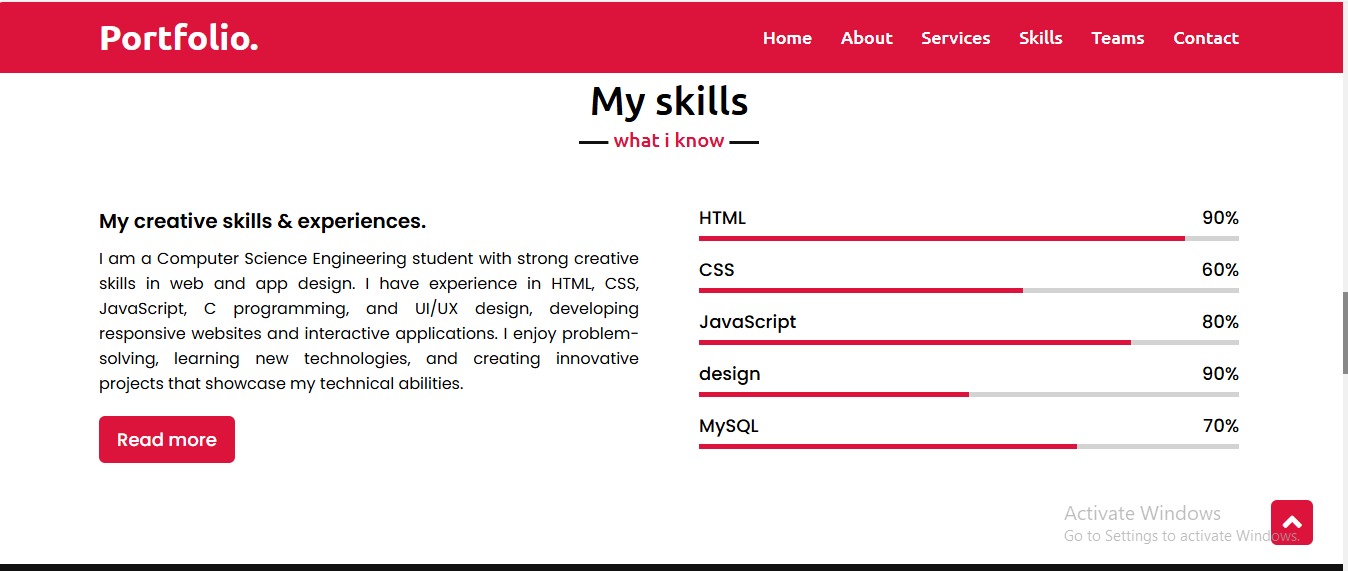 Portfolio.
Home About Services Skills Teams Contact
My skills
what i know
My creative skills & experiences.
I am a Computer Science Engineering student with strong creative
skills in web and app design. I have experience in HTML, CSS,
JavaScript, C programming, and UI/UX design, developing
responsive websites and interactive applications. I enjoy problem-
solving, learning new technologies, and creating innovative
projects that showcase my technical abilities.
Read more
HTML 90%
CSS 60%
JavaScript 80%
design 90%
MySQL 70%
Activate Windows
Go to Settings to activate Windows.